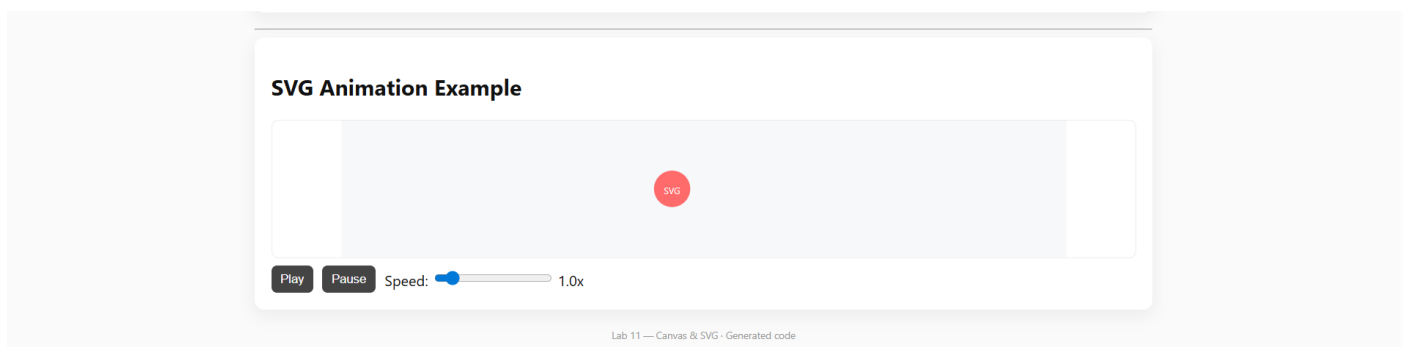 SVG Animation Example
SVG
Play Pause Speed: 1.0x
Lab 11 — Canvas & SVG · Generated code